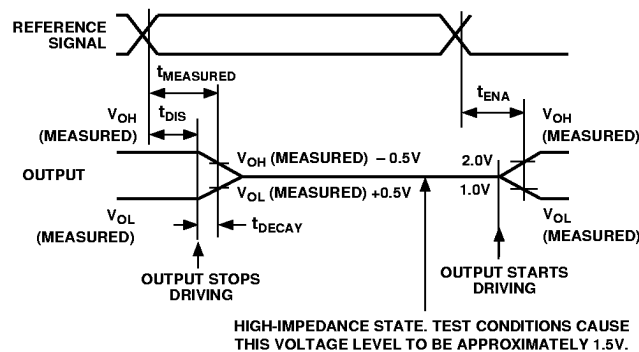 REFERENCE
SIGNAL
tMEASURED
tDIS
tENA
VOH
(MEASURED)
VOH
(MEASURED)
OUTPUT
VOH (MEASURED) – 0.5V
2.0V
VOL (MEASURED) +0.5V
1.0V
VOL
(MEASURED)
tDECAY
VOL
(MEASURED)
OUTPUT STOPS
DRIVING
OUTPUT STARTS
DRIVING
HIGH-IMPEDANCE STATE. TEST CONDITIONS CAUSE
THIS VOLTAGE LEVEL TO BE APPROXIMATELY 1.5V.